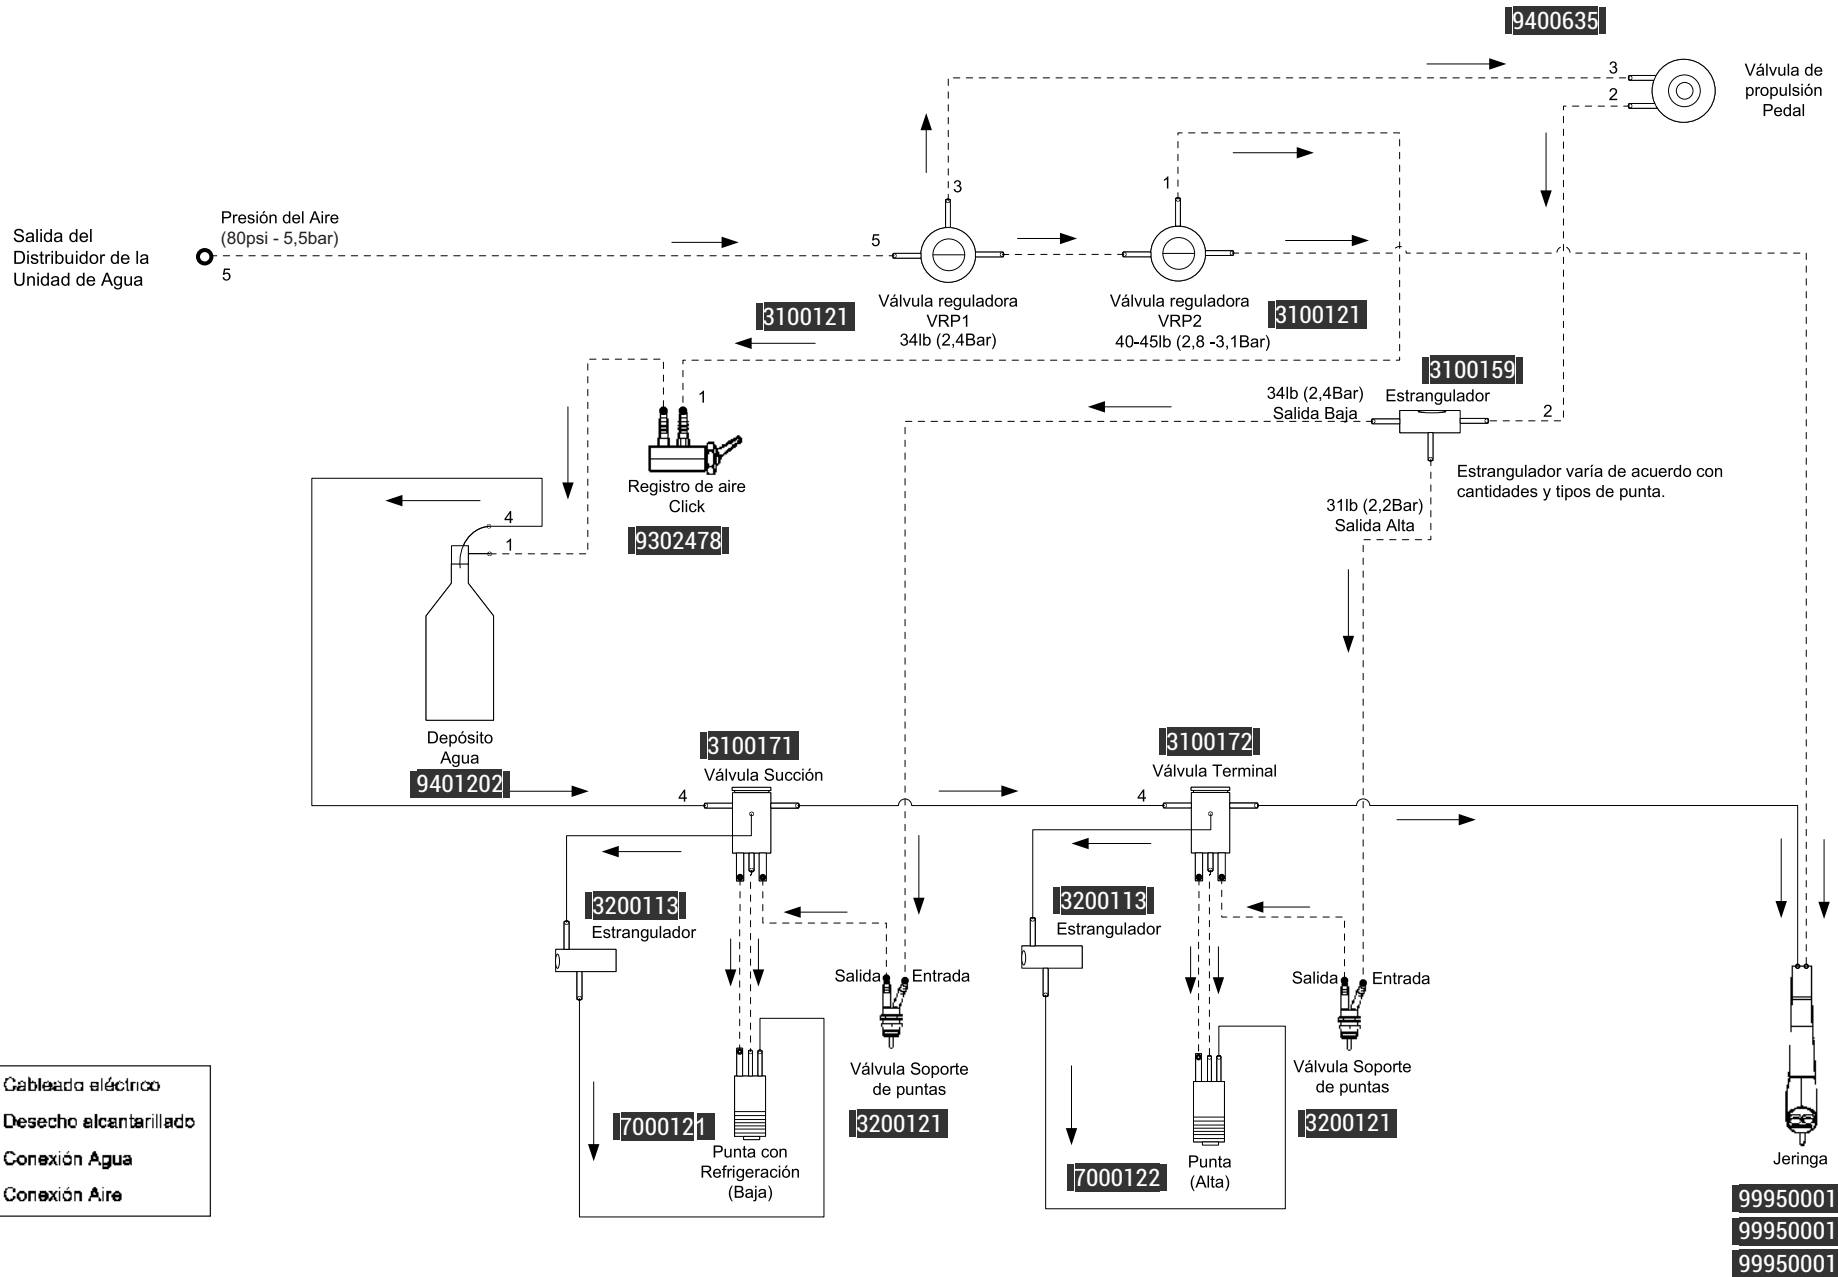 9400635
3
2
Válvula de
propulsión
Pedal
Salida del
Distribuidor de la
Unidad de Agua
Presión del Aire
(80psi - 5,5bar)
5
5
3
1
3100121
Válvula reguladora
VRP1
34lb (2,4Bar)
Válvula reguladora
VRP2
40-45lb (2,8 -3,1Bar)
3100121
3100159
34lb (2,4Bar)
Salida Baja
Estrangulador
2
Estrangulador varía de acuerdo con
cantidades y tipos de punta.
31lb (2,2Bar)
Salida Alta
1
Registro de aire
Click
9302478
4
1
Depósito
Agua
9401202
3100171
Válvula Succión
4
3100172
Válvula Terminal
4
3200113
Estrangulador
3200113
Estrangulador
Salida
Entrada
Válvula Soporte
de puntas
3200121
Salida
Entrada
Válvula Soporte
de puntas
3200121
7000121
Punta con
Refrigeración
(Baja)
7000122
Punta
(Alta)
Jeringa
99950001
99950001
99950001
Cableado eléctrico
Desecho alcantarillado
Conexión Agua
Conexión Aire